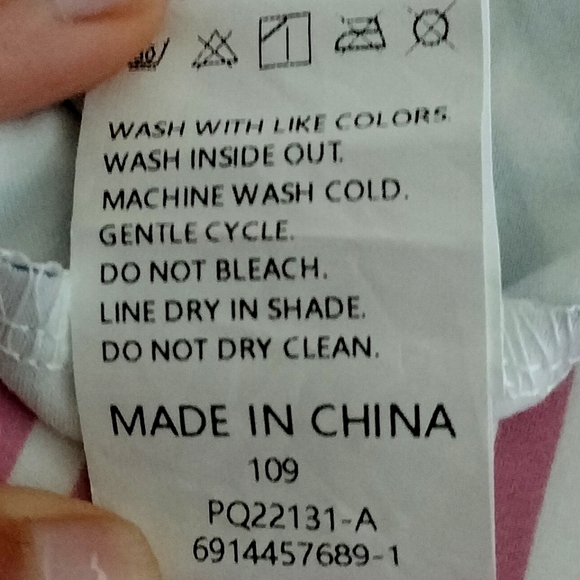 WASH WITH LIKE COLORS.
WASH INSIDE OUT.
MACHINE WASH COLD.
GENTLE CYCLE.
DO NOT BLEACH.
LINE DRY IN SHADE.
DO NOT DRY CLEAN.
MADE IN CHINA
109
PQ22131-A
6914457689-1